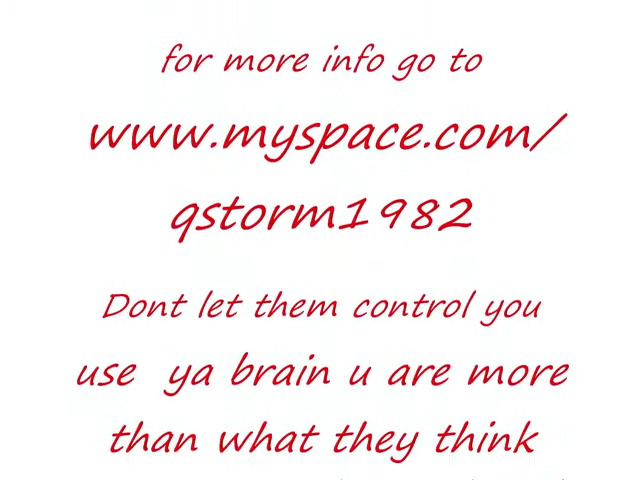 for more info go to
www.myspace.com/
qstorm1982
Dont let them control you
use ya brain u are more
than what they think